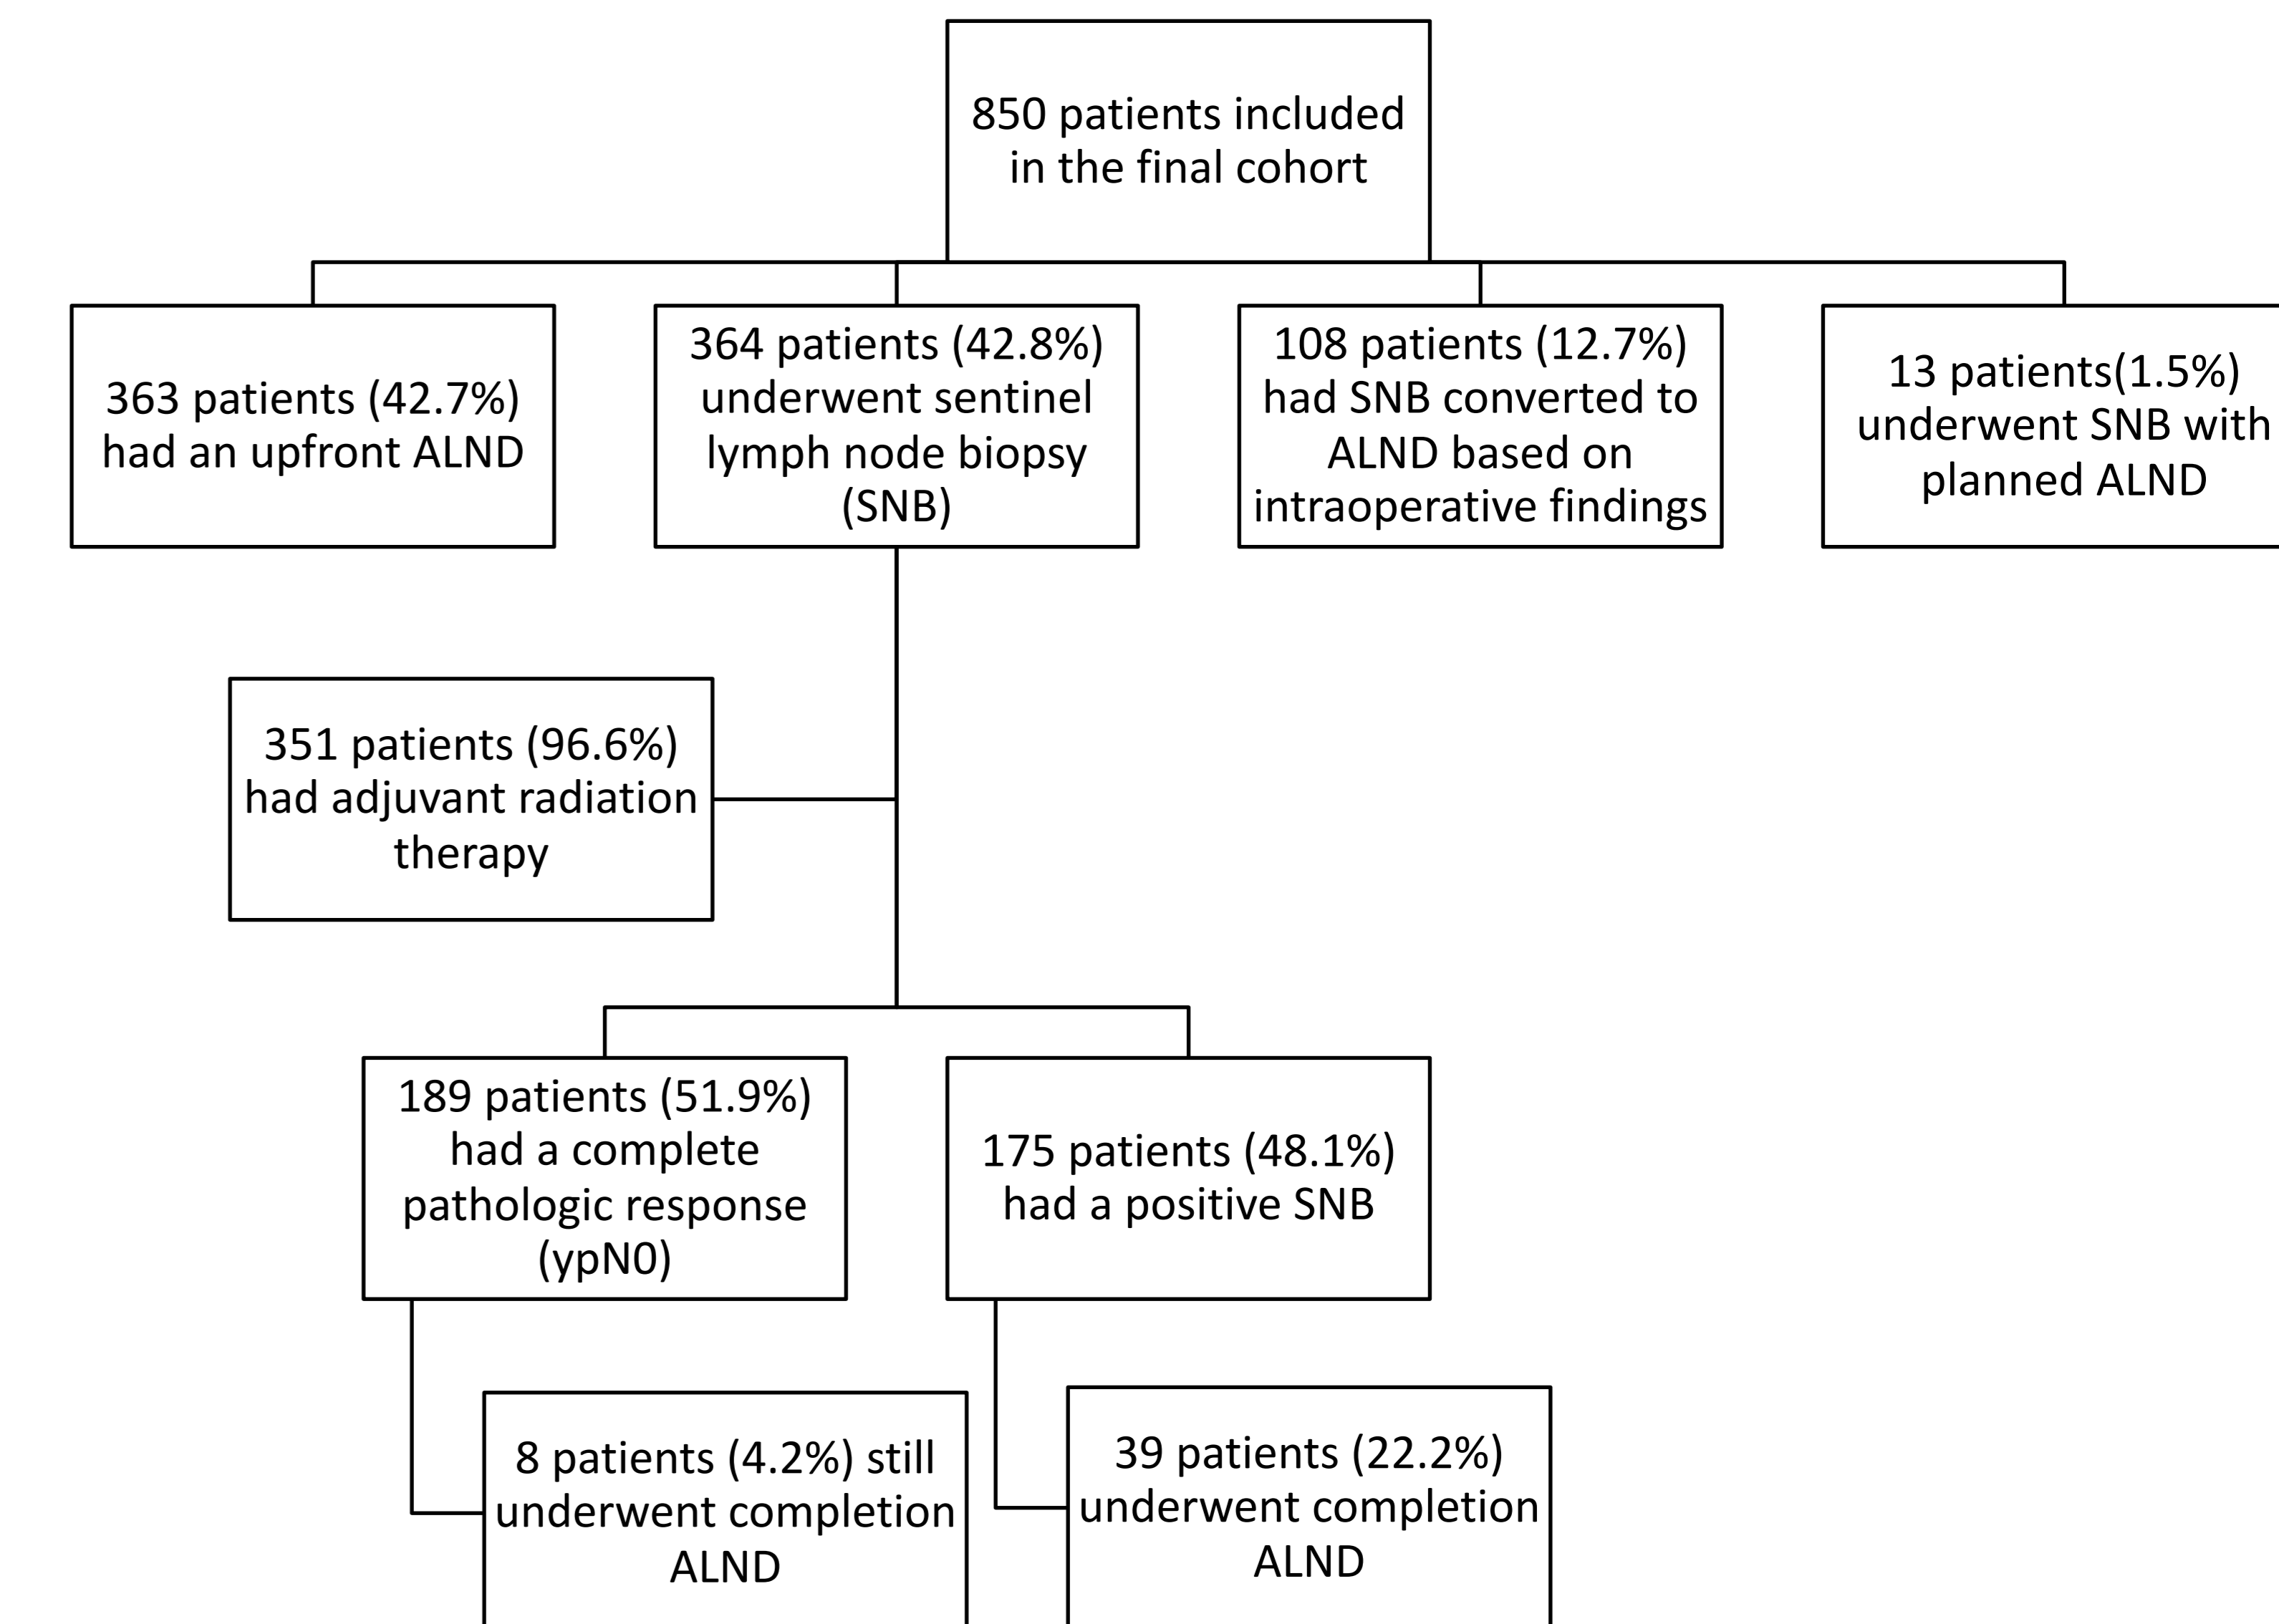 850 patients included
in the final cohort
363 patients (42.7%)
had an upfront ALND
364 patients (42.8%)
underwent sentinel
lymph node biopsy
(SNB)
108 patients (12.7%)
had SNB converted to
ALND based on
intraoperative findings
13 patients(1.5%)
underwent SNB with
planned ALND
351 patients (96.6%)
had adjuvant radiation
therapy
189 patients (51.9%)
had a complete
pathologic response
(ypN0)
175 patients (48.1%)
had a positive SNB
8 patients (4.2%) still
underwent completion
ALND
39 patients (22.2%)
underwent completion
ALND